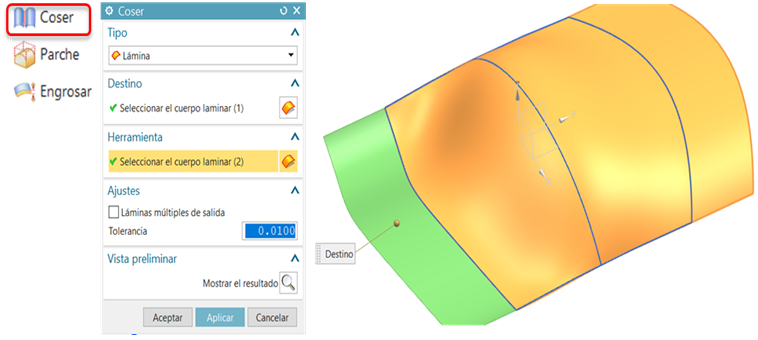 Coser
Parche
Engrosar
Coser
Tipo
Lámina
Destino
Seleccionar el cuerpo laminar (1)
Herramienta
Seleccionar el cuerpo laminar (2)
Ajustes
Láminas múltiples de salida
Tolerancia 0.0100
Vista preliminar
Mostrar el resultado
Aceptar Aplicar Cancelar
Destino